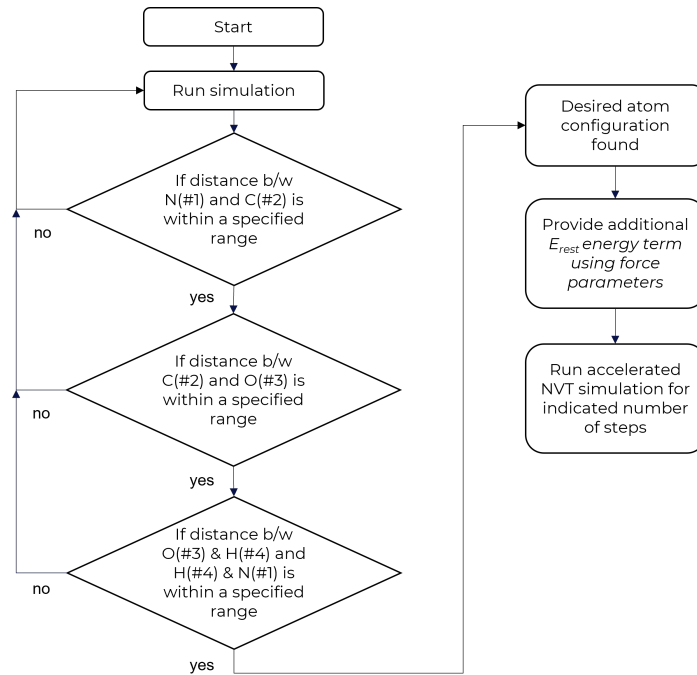 Start
Run simulation
If distance b/w
N(#1) and C(#2) is
within a specified
range
no
yes
If distance b/w
C(#2) and O(#3) is
within a specified
range
no
yes
If distance b/w
O(#3) & H(#4) and
H(#4) & N(#1) is
within a specified
range
no
yes
Desired atom
configuration
found
Provide additional
E_rest energy term
using force
parameters
Run accelerated
NVT simulation for
indicated number
of steps